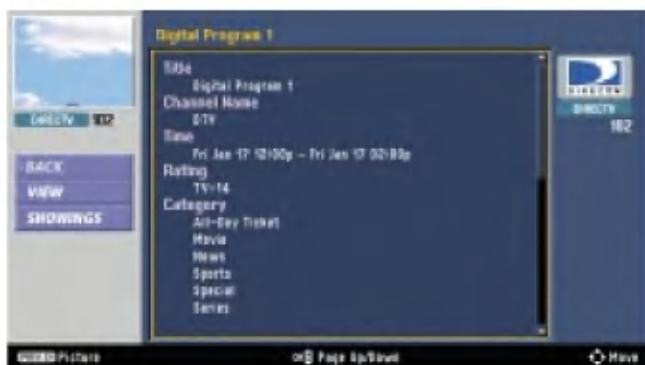 Digital Program 1
Title
Digital Program 1
Channel Name
DTV
Time
Fri Jan 17 12:00p - Fri Jan 17 02:00p
Rating
TV-14
Category
All-Day Ticket
Movie
News
Sports
Special
Series
DIRECTV 102
BACK
VIEW
SHOWINGS
DIRECTV
DIRECTV
102
Picture
CH Page Up/Down
Move